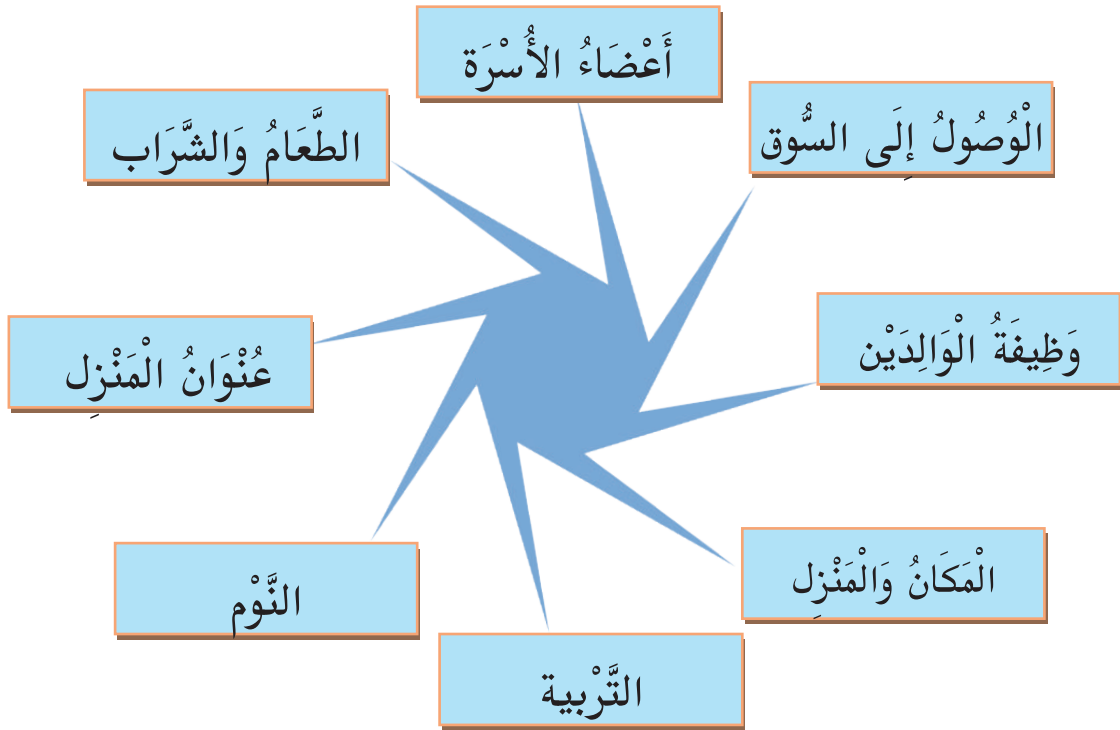 أَعْضَاءُ الأُسْرَة
الْوُصُولُ إِلَى السُّوق
الطَّعَامُ وَالشَّرَاب
وَظِيفَةُ الْوَالِدَيْن
عُنْوَانُ الْمَنْزِل
الْمَكَانُ وَالْمَنْزِل
النَّوْم
التَّرْبية